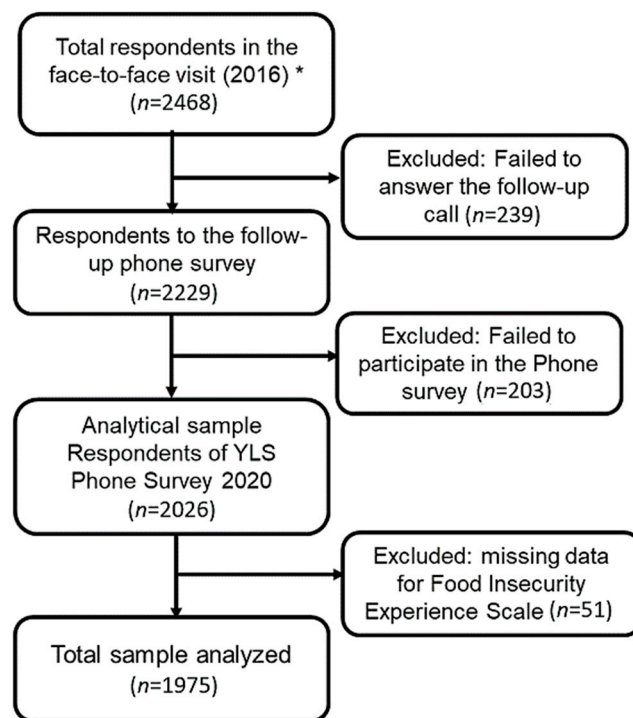 Total respondents in the
face-to-face visit (2016) *
(n=2468)
Excluded: Failed to
answer the follow-up
call (n=239)
Respondents to the follow-
up phone survey
(n=2229)
Excluded: Failed to
participate in the Phone
survey (n=203)
Analytical sample
Respondents of YLS
Phone Survey 2020
(n=2026)
Excluded: missing data
for Food Insecurity
Experience Scale (n=51)
Total sample analyzed
(n=1975)